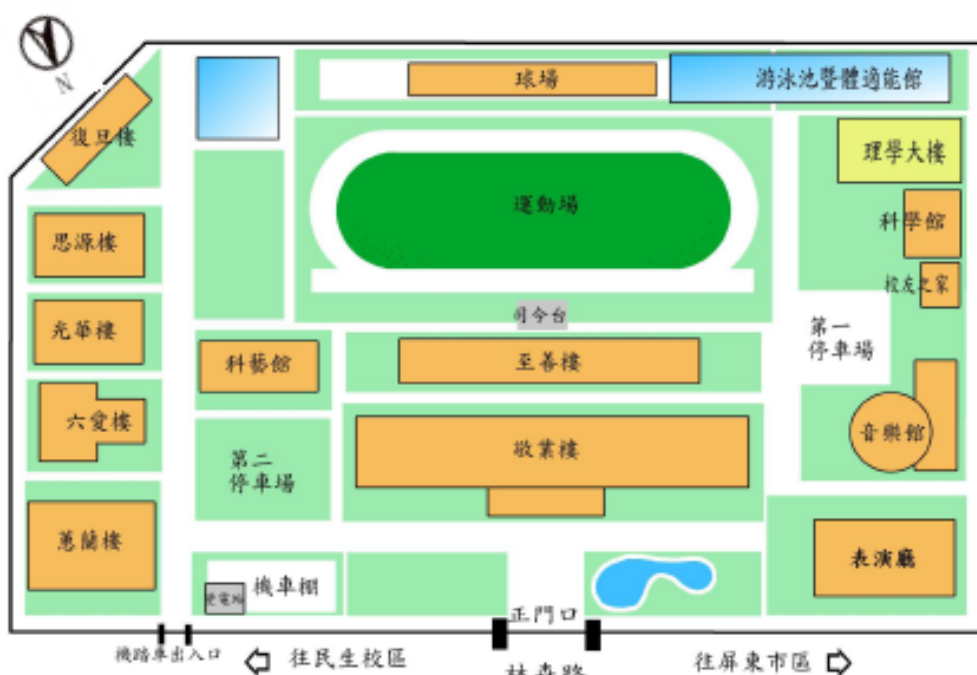 N
球場
游泳池暨體適能館
復旦樓
理學大樓
運動場
科學館
思源樓
校友之家
司令台
光華樓
第一
停車場
科藝館
至善樓
六愛樓
音樂館
敬業樓
第二
停車場
蕙蘭樓
表演廳
機車棚
變電站
正門口
機踏車出入口
往民生校區
林森路
往屏東市區